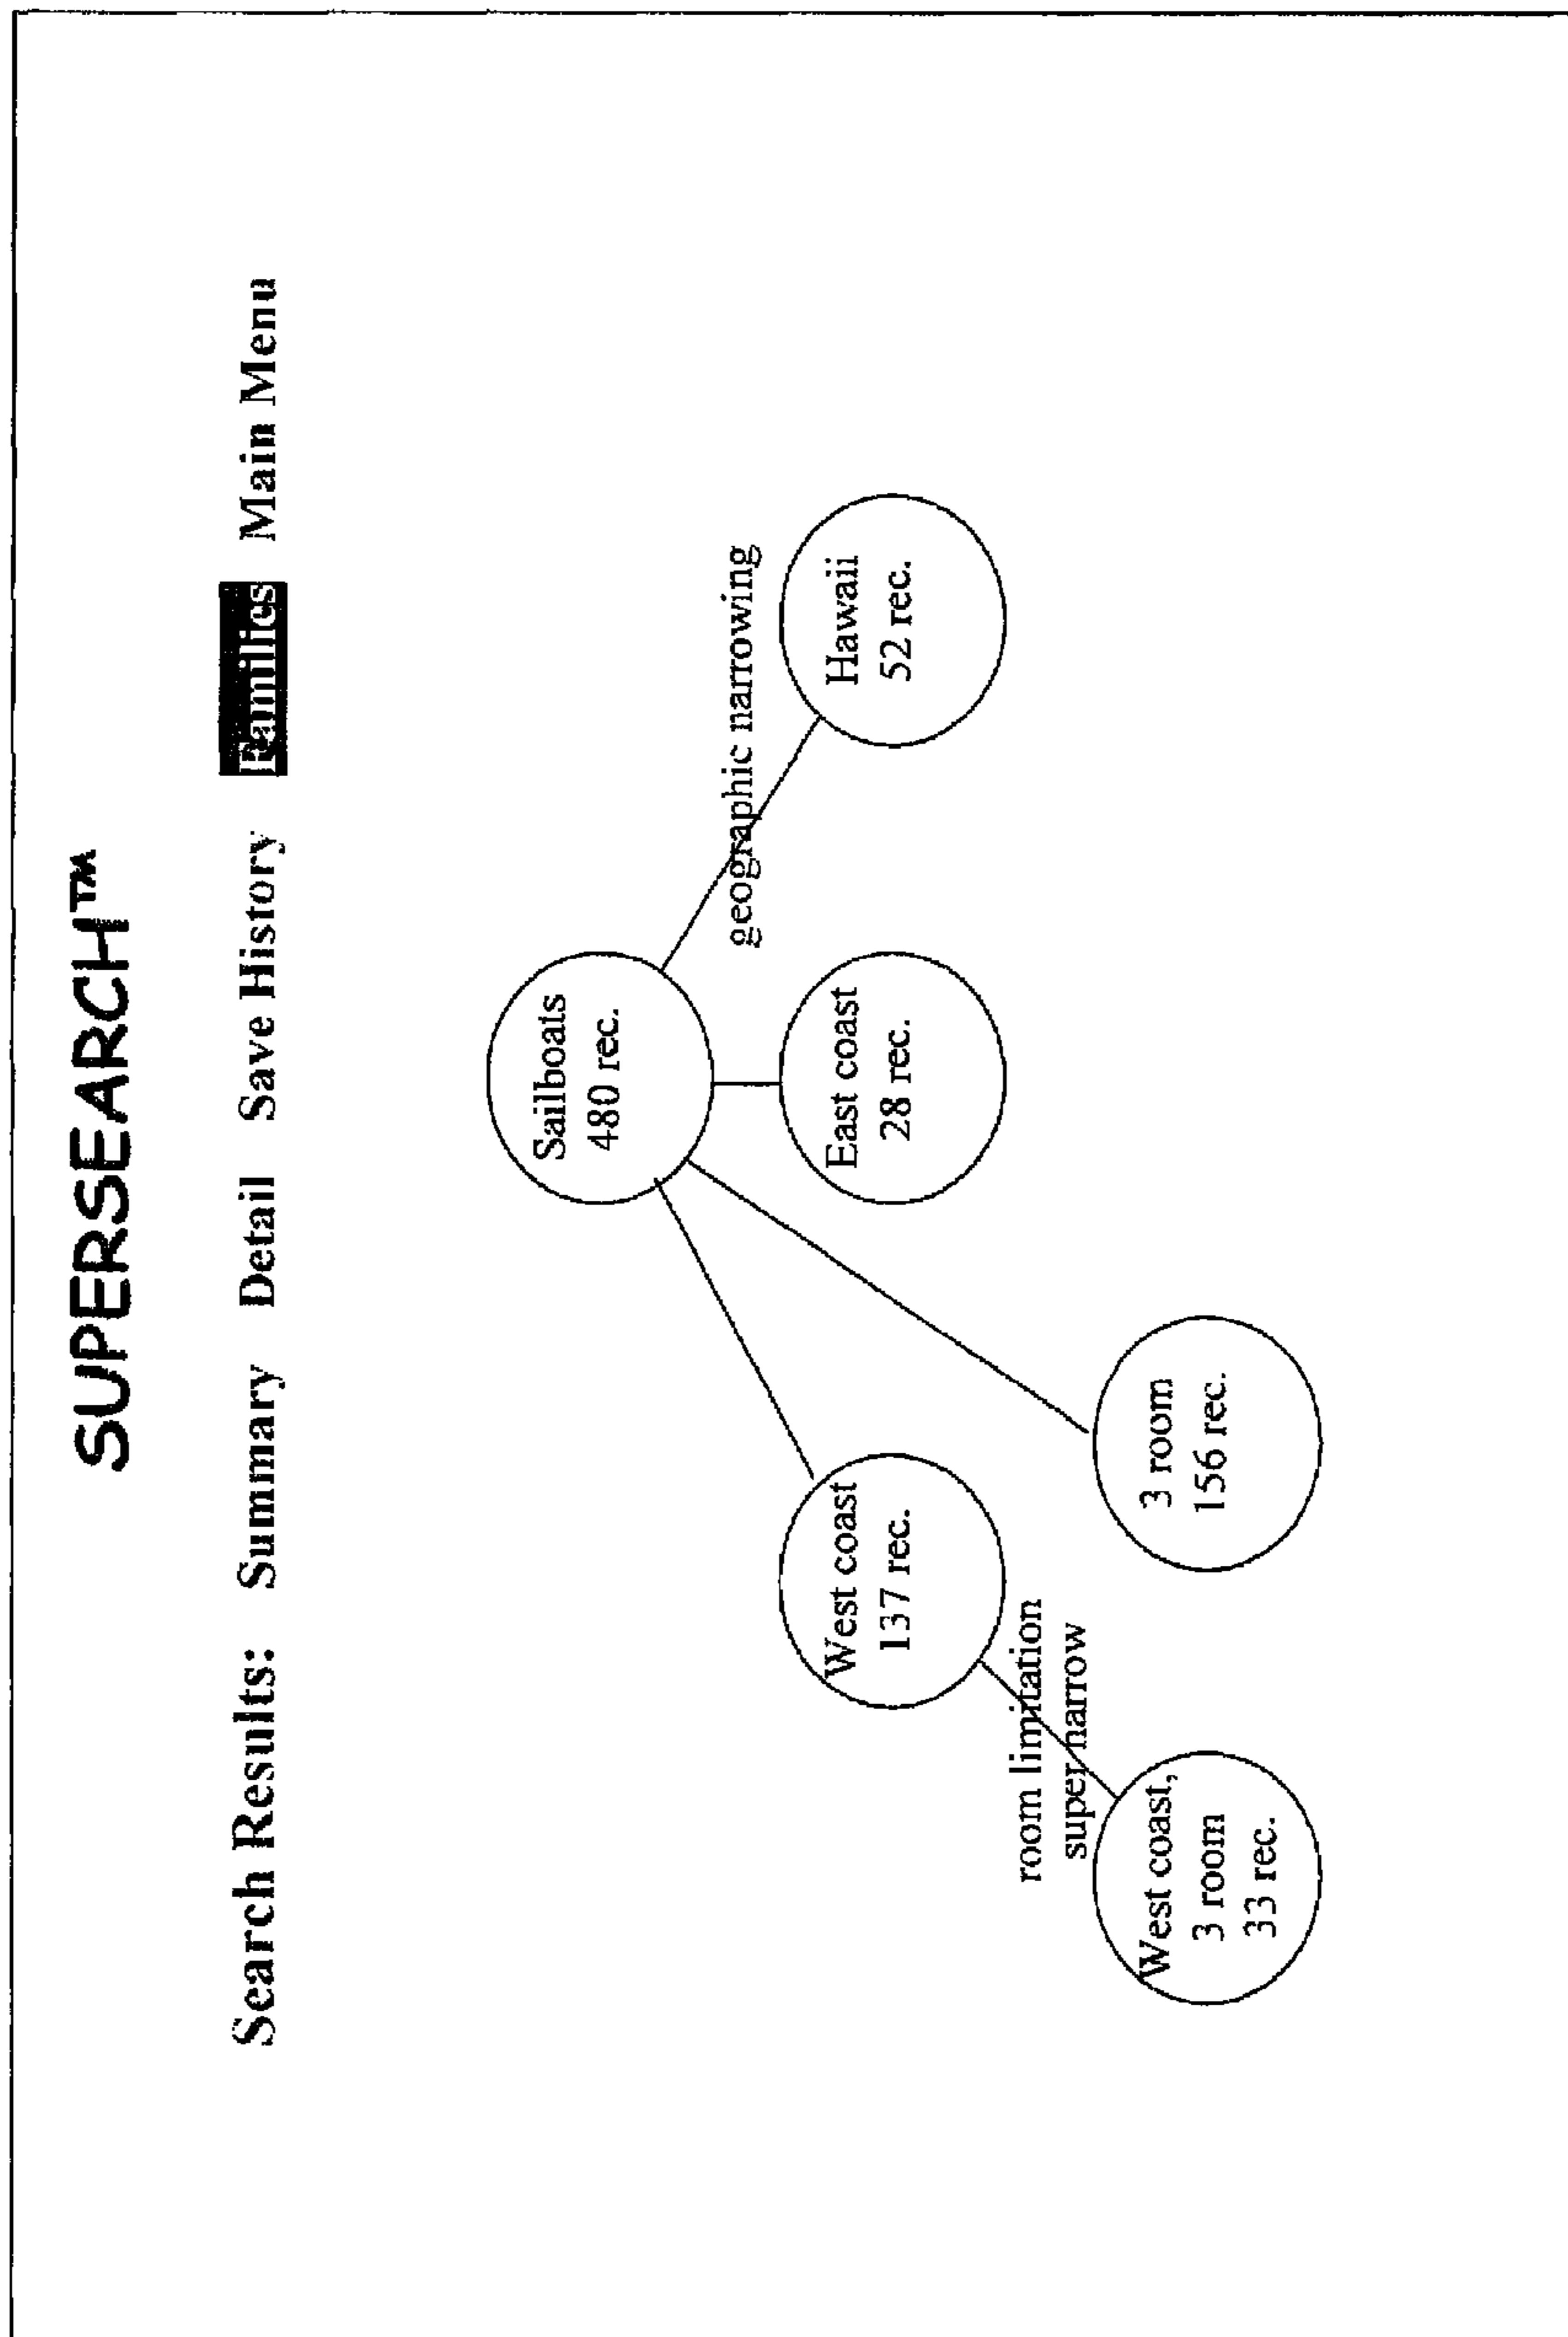 SUPERSEARCH™
Search Results: Summary Detail Save History Families Main Menu
Sailboats
480 rec.
geographic narrowing
West coast
137 rec.
East coast
28 rec.
Hawaii
52 rec.
room limitation
super narrow
West coast,
3 room
33 rec.
3 room
156 rec.